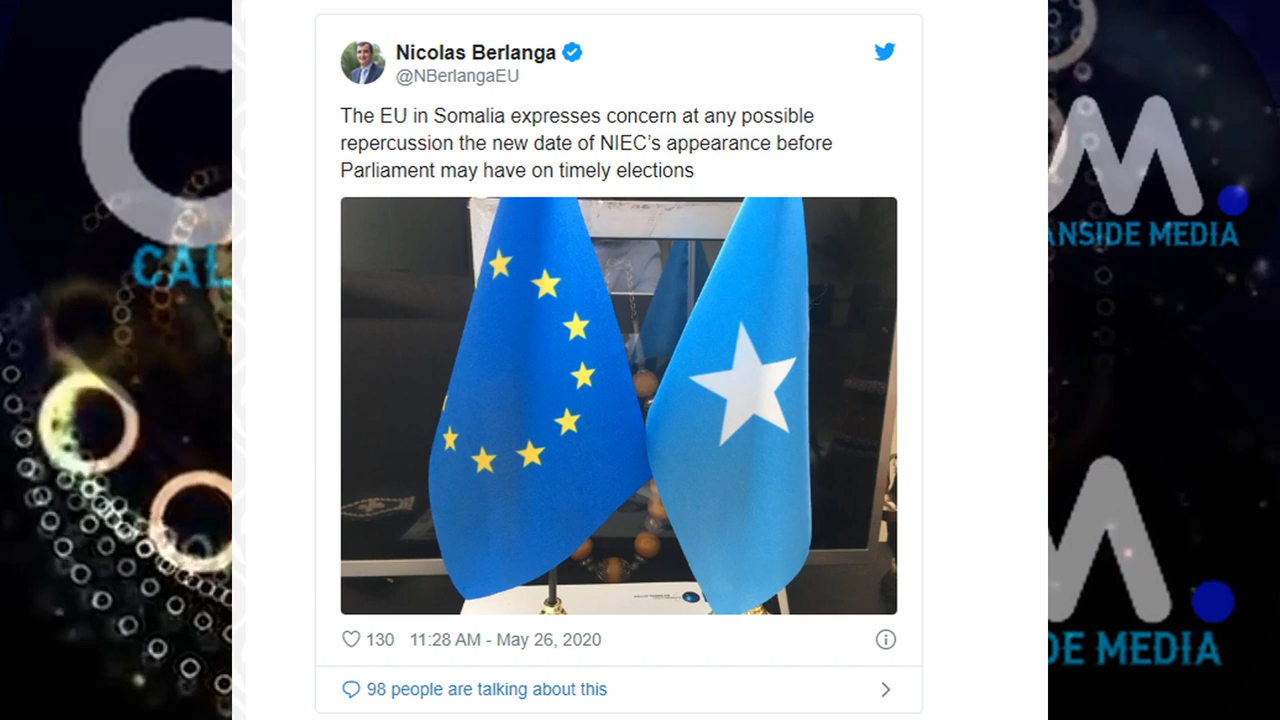 Nicolas Berlanga
@NBerlangaEU
The EU in Somalia expresses concern at any possible
repercussion the new date of NIEC’s appearance before
Parliament may have on timely elections
130 11:28 AM - May 26, 2020
98 people are talking about this
CAL
ANSIDE MEDIA
DE MEDIA